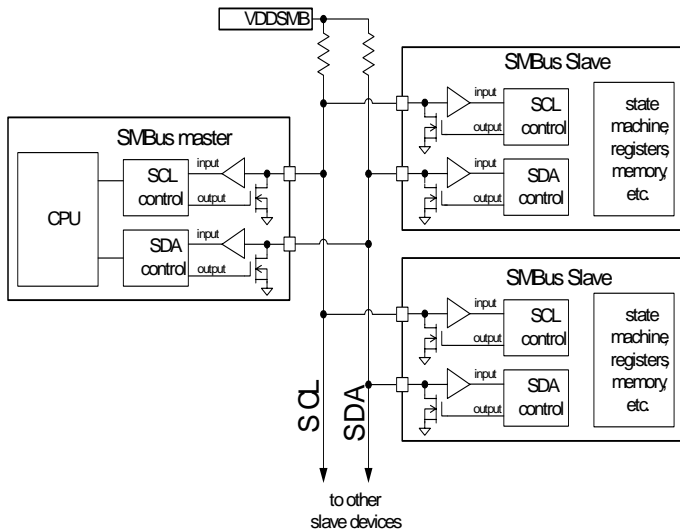 VDDSMB
SMBus Slave
input
SCL
control
output
input
SDA
control
output
state
machine,
registers,
memory,
etc.
SMBus master
CPU
SCL
control
input
output
SDA
control
input
output
SMBus Slave
input
SCL
control
output
input
SDA
control
output
state
machine,
registers,
memory,
etc.
SCL
SDA
to other
slave devices